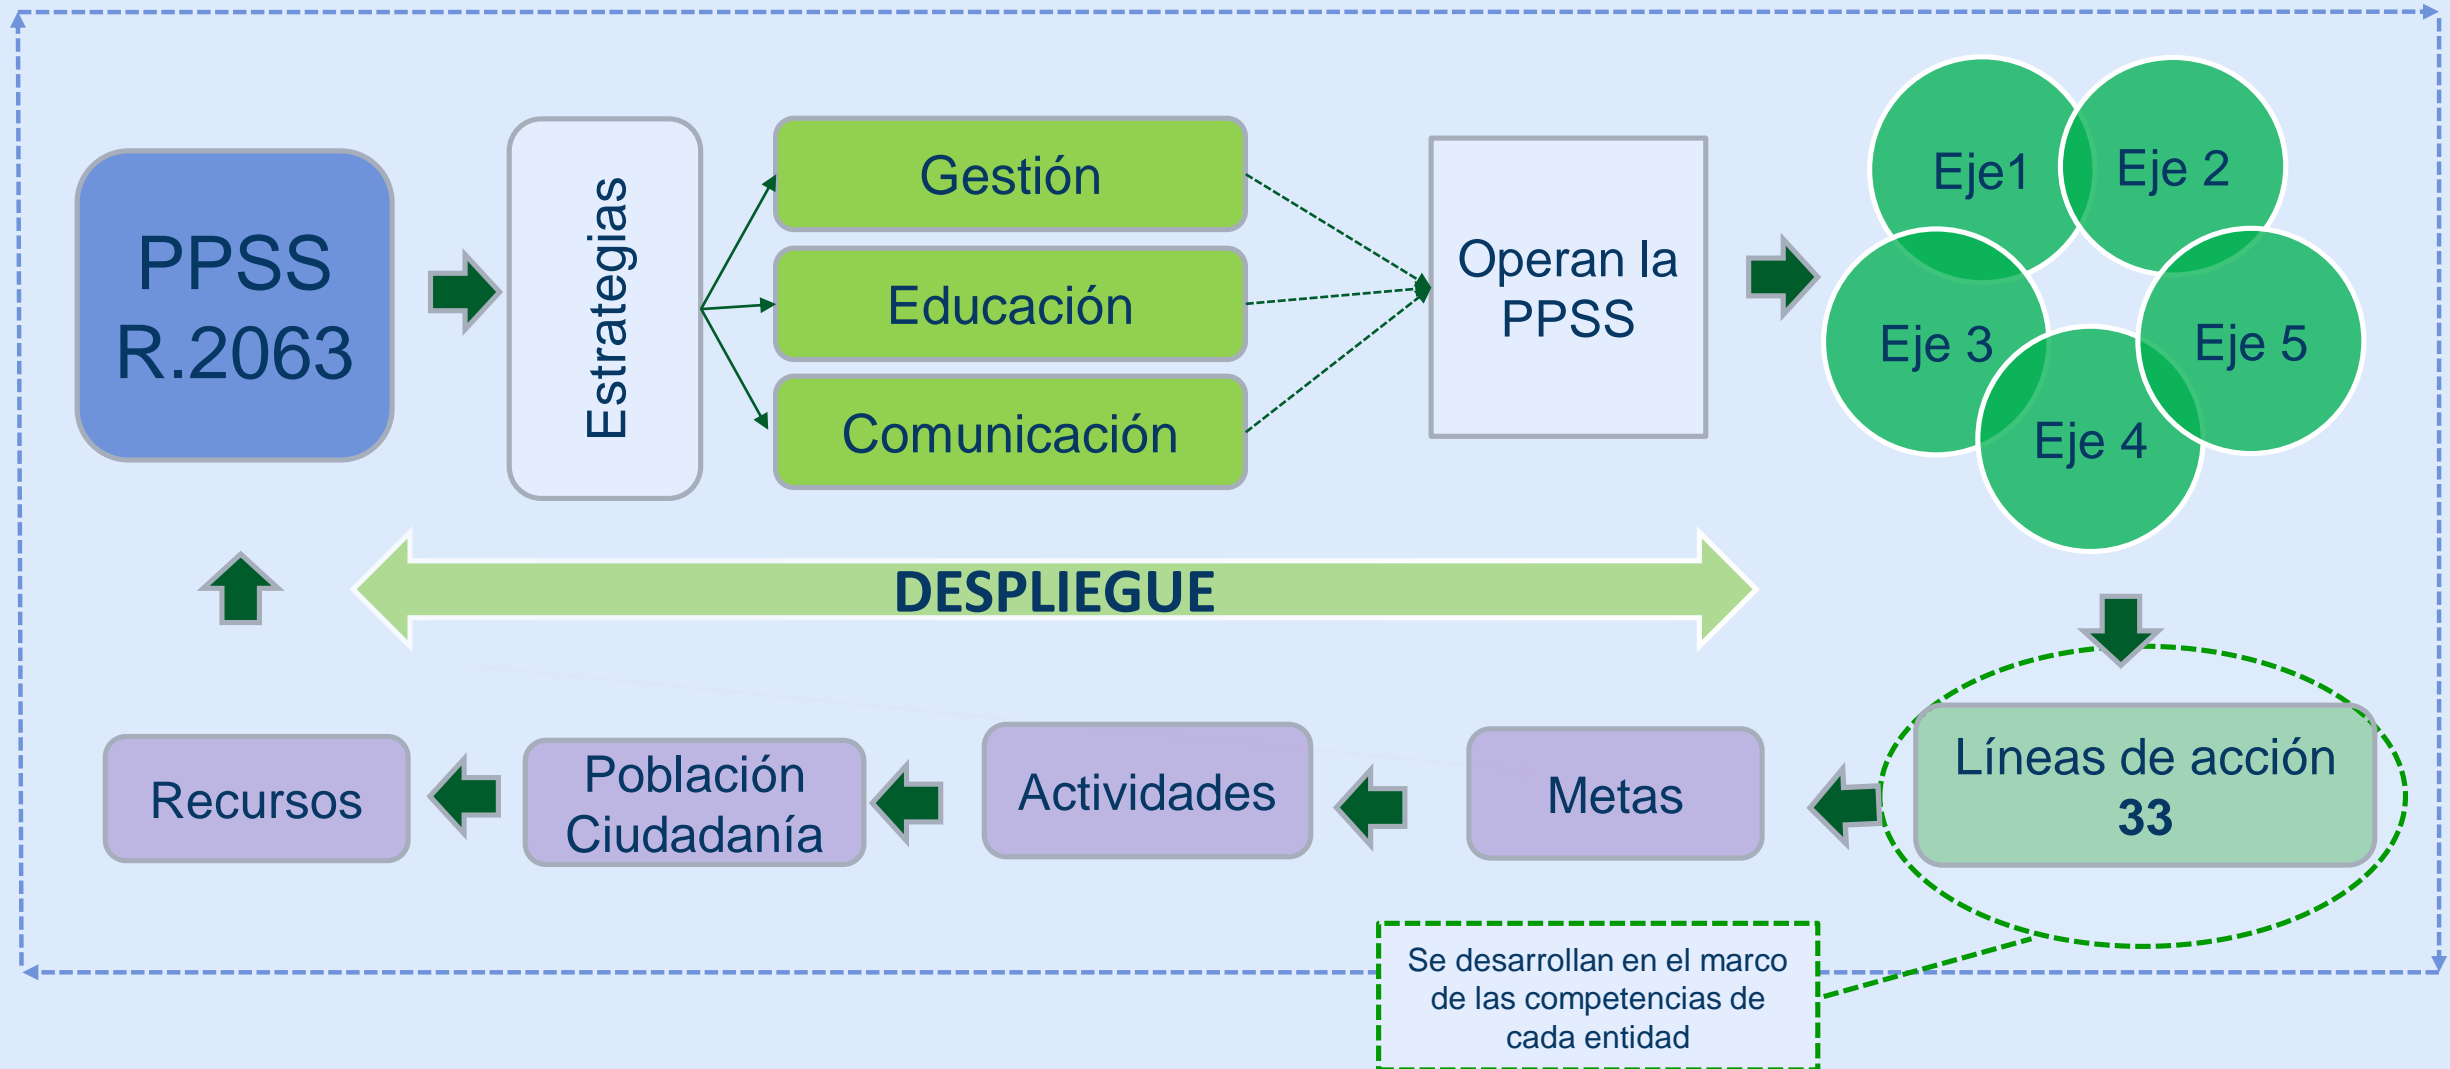 PPSS
R.2063
Estrategias
Gestión
Educación
Comunicación
Operan la
PPSS
Eje1
Eje 2
Eje 3
Eje 5
Eje 4
DESPLIEGUE
Recursos
Población
Ciudadanía
Actividades
Metas
Líneas de acción
33
Se desarrollan en el marco
de las competencias de
cada entidad